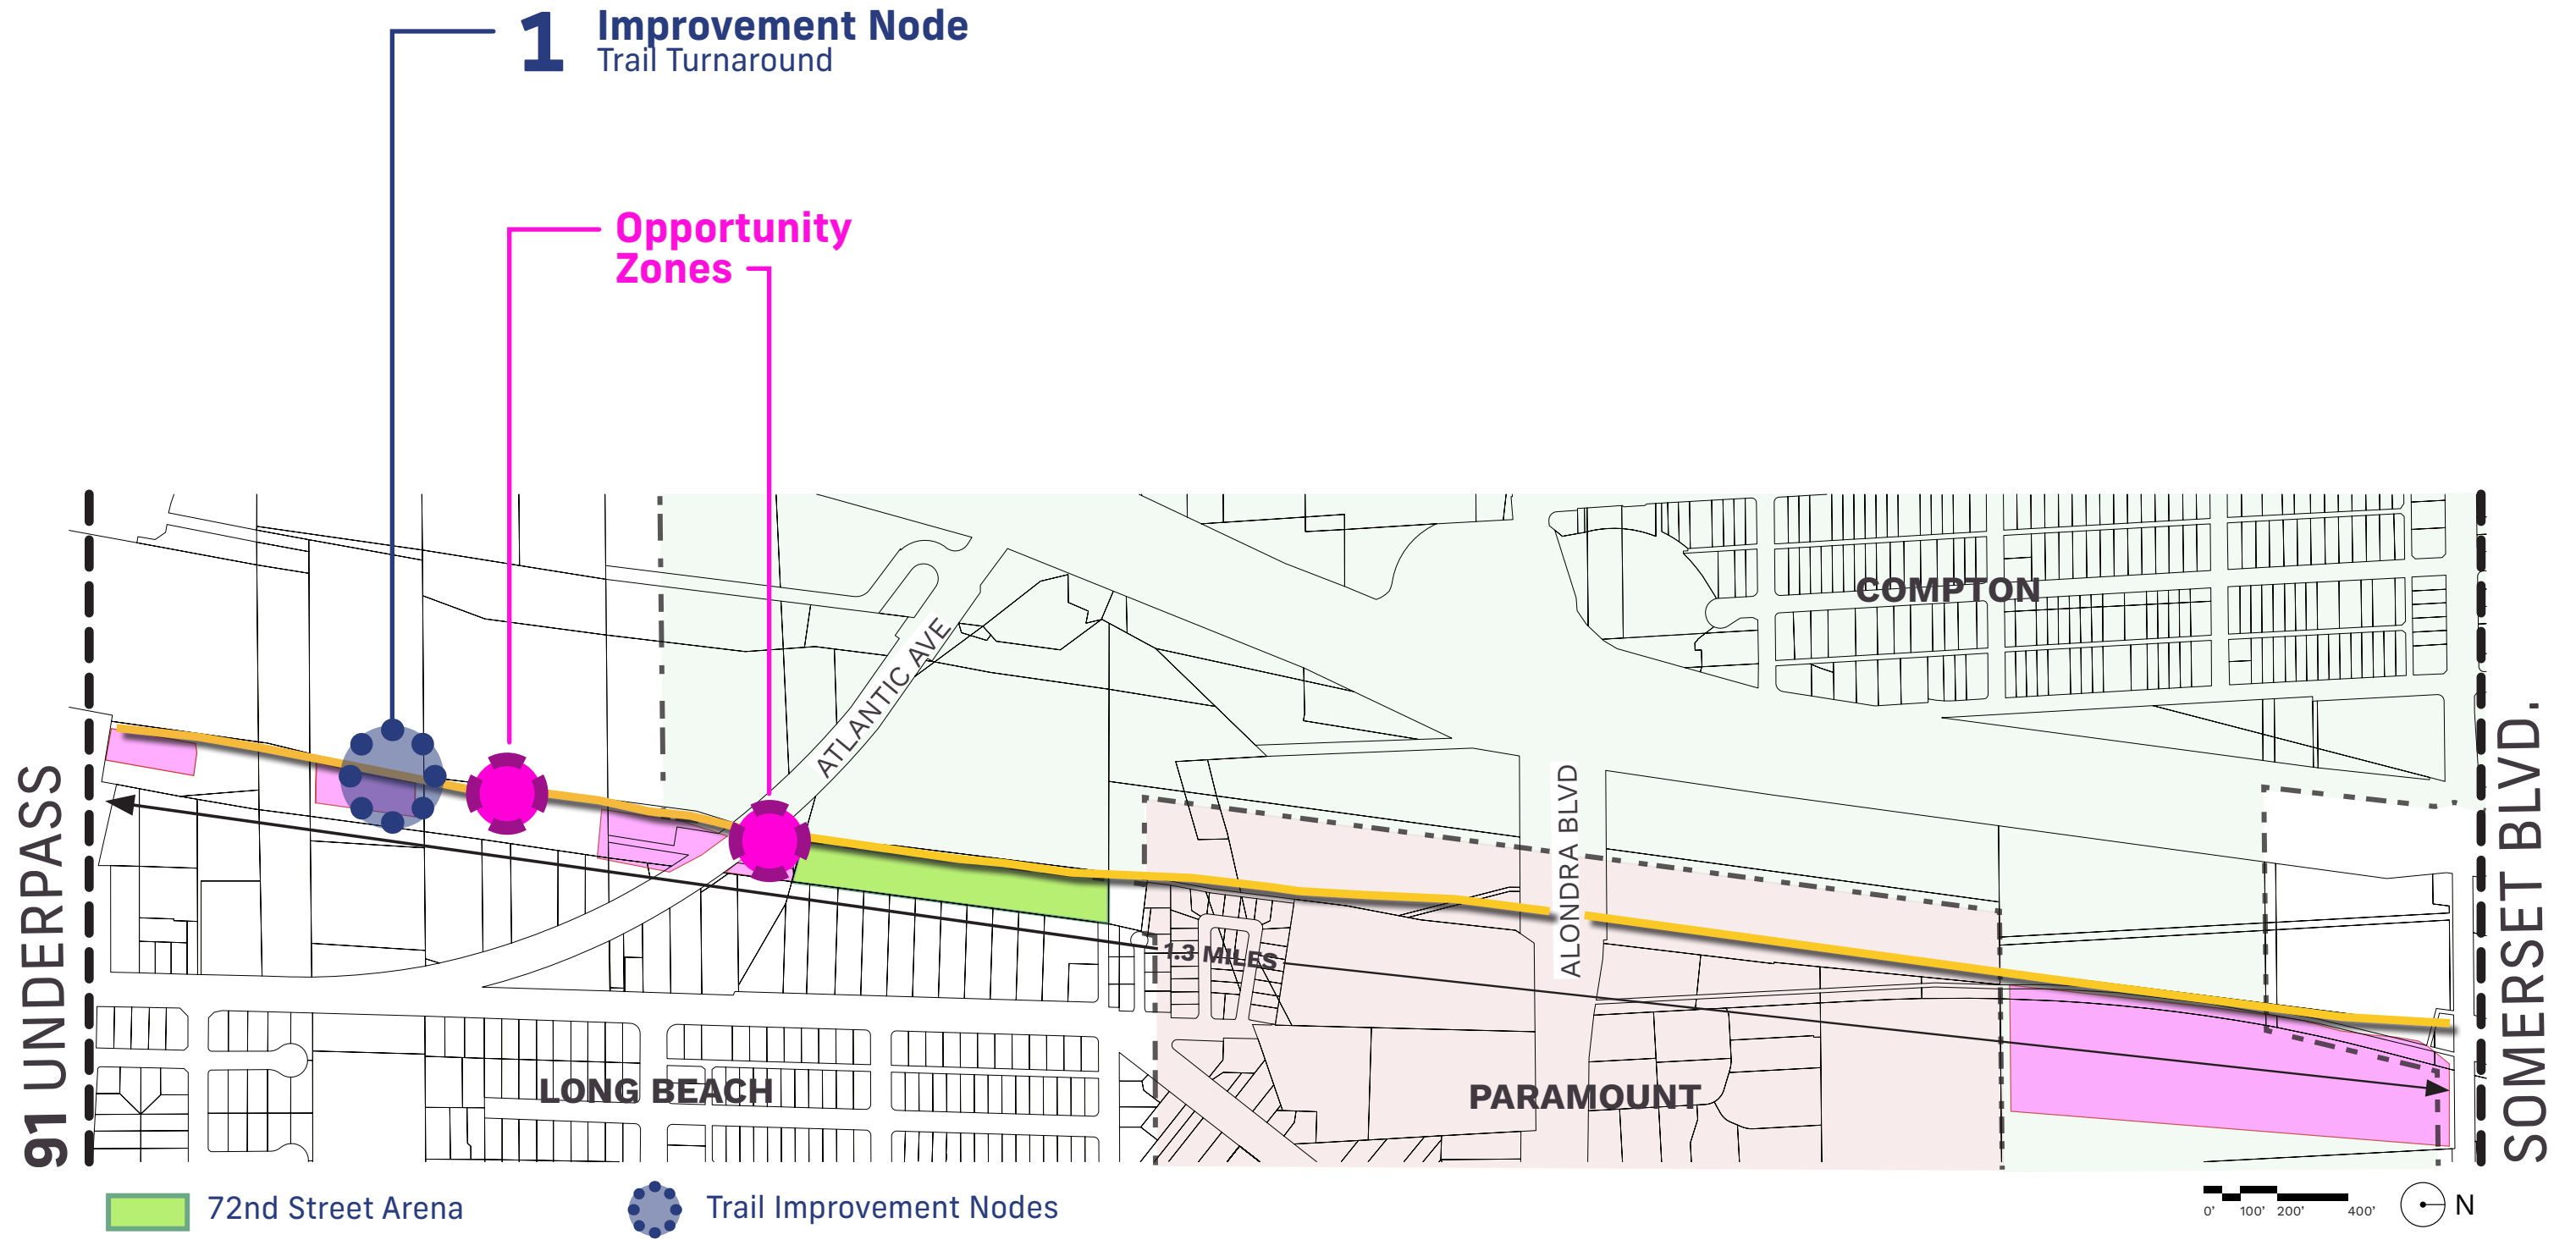 1 Improvement Node
Trail Turnaround
Opportunity
Zones
COMPTON
ATLANTIC AVE
ALONDRA BLVD
91 UNDERPASS
SOMERSET BLVD.
1.3 MILES
LONG BEACH
PARAMOUNT
72nd Street Arena
Trail Improvement Nodes
0' 100' 200' 400'
N